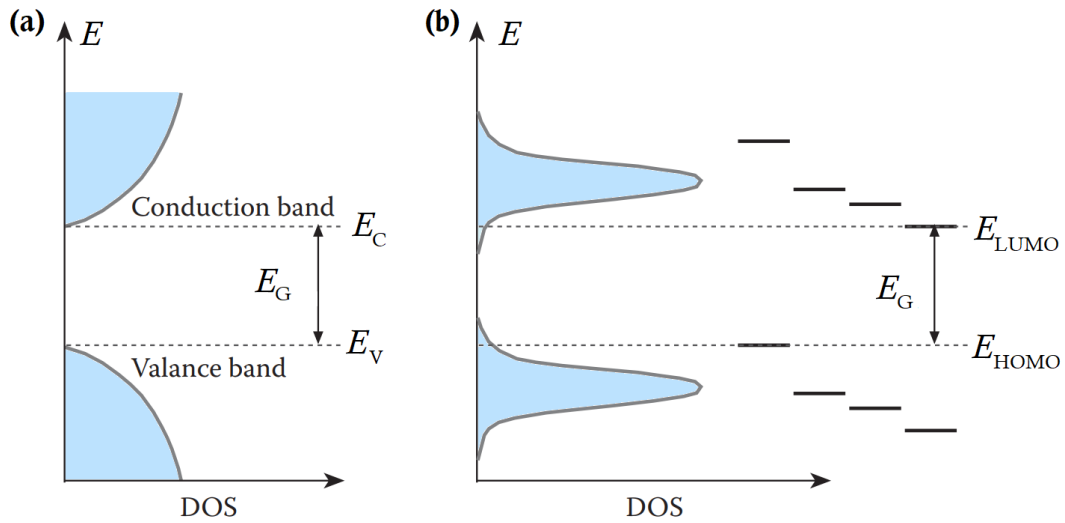 (a)
E
Conduction band
E_C
E_G
E_V
Valance band
DOS
(b)
E
E_LUMO
E_G
E_HOMO
DOS